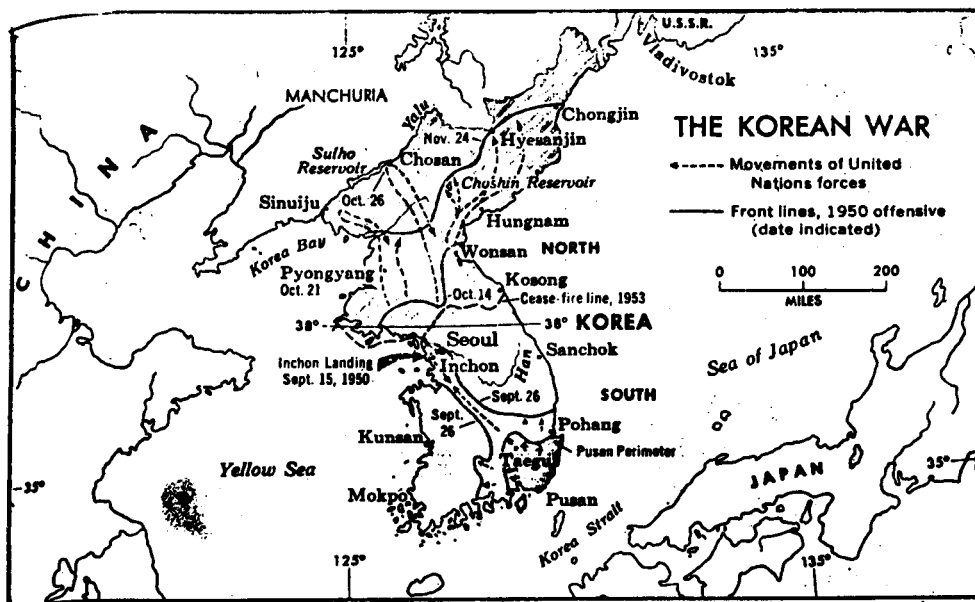 U.S.S.R.
125°
135°
Vladivostok
MANCHURIA
CHINA
Yalu
Nov. 24
Chongjin
Hyesanjin
THE KOREAN WAR
Sulho
Reservoir
Chosan
Oct. 26
Choshin Reservoir
Movements of United
Nations forces
Sinuiju
Hungnam
Front lines, 1950 offensive
(date indicated)
Korea Bay
Wonsan
NORTH
Pyongyang
Oct. 21
Kosong
Oct. 14
Cease-fire line, 1953
0 100 200
MILES
38°
38°
KOREA
Seoul
Sanchok
Sea of Japan
Inchon Landing
Sept. 15, 1950
Inchon
Han
Sept. 26
SOUTH
Sept.
26
Pohang
Kunsan
Pusan Perimeter
Taegu
Yellow Sea
35°
JAPAN
35°
Mokpo
Pusan
Korea Strait
125°
135°